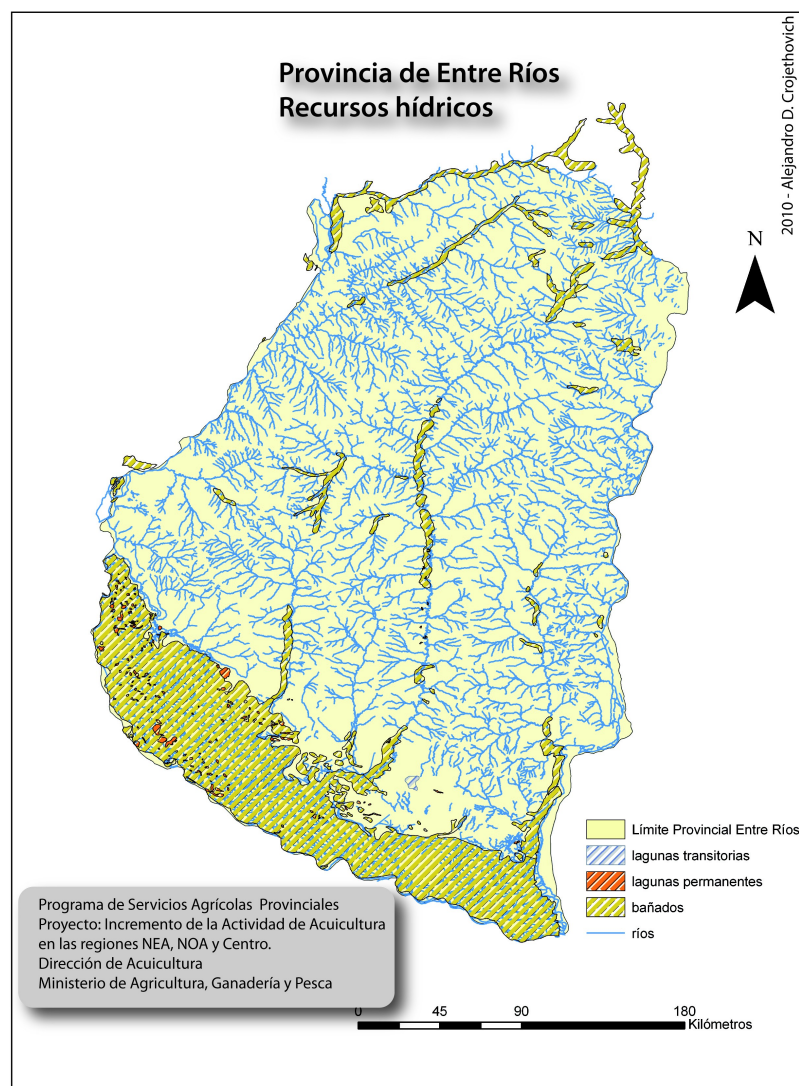 Provincia de Entre Ríos
Recursos hídricos
2010 - Alejandro D. Crojethovich
N
Límite Provincial Entre Ríos
lagunas transitorias
lagunas permanentes
bañados
ríos
Programa de Servicios Agrícolas  Provinciales
Proyecto: Incremento de la Actividad de Acuicultura
en las regiones NEA, NOA y Centro.
Dirección de Acuicultura
Ministerio de Agricultura, Ganadería y Pesca
0 45 90 180
Kilómetros